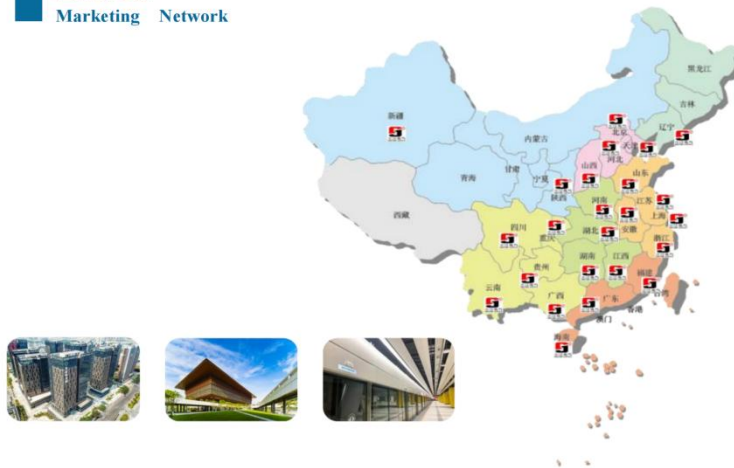 Marketing Network
黑龙江
吉林
辽宁
新疆
内蒙古
北京
天津
河北
山西
山东
甘肃
宁夏
青海
陕西
河南
江苏
西藏
四川
重庆
湖北
安徽
上海
浙江
湖南
江西
贵州
福建
云南
广西
广东
台湾
香港
澳门
海南